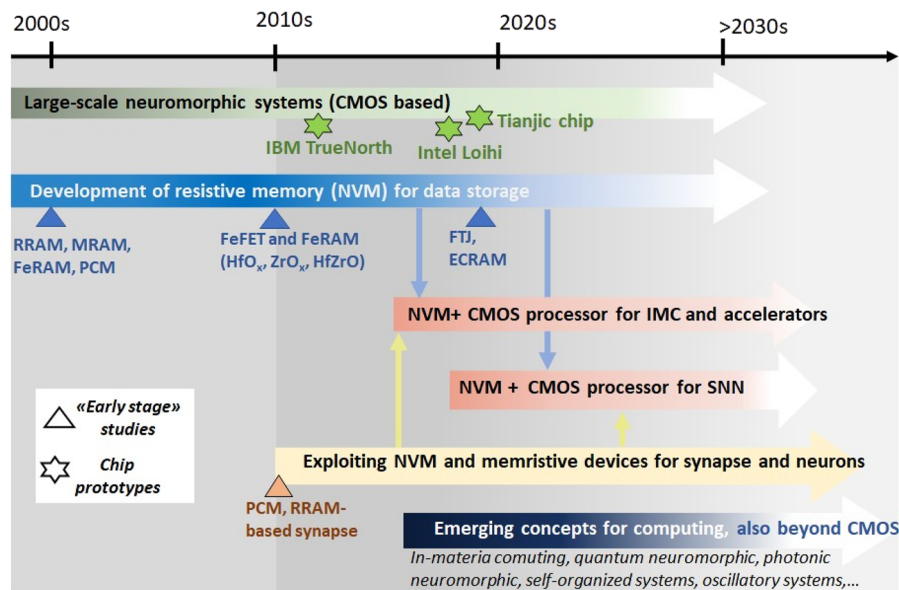 2000s
2010s
2020s
>2030s
Large-scale neuromorphic systems (CMOS based)
Tianjic chip
IBM TrueNorth
Intel Loihi
Development of resistive memory (NVM) for data storage
RRAM, MRAM,
FeRAM, PCM
FeFET and FeRAM
(HfOx, ZrOx, HfZrO)
FTJ,
ECRAM
NVM+ CMOS processor for IMC and accelerators
NVM + CMOS processor for SNN
«Early stage»
studies
Chip
prototypes
Exploiting NVM and memristive devices for synapse and neurons
PCM, RRAM-
based synapse
Emerging concepts for computing, also beyond CMOS
In-materia comuting, quantum neuromorphic, photonic
neuromorphic, self-organized systems, oscillatory systems,...